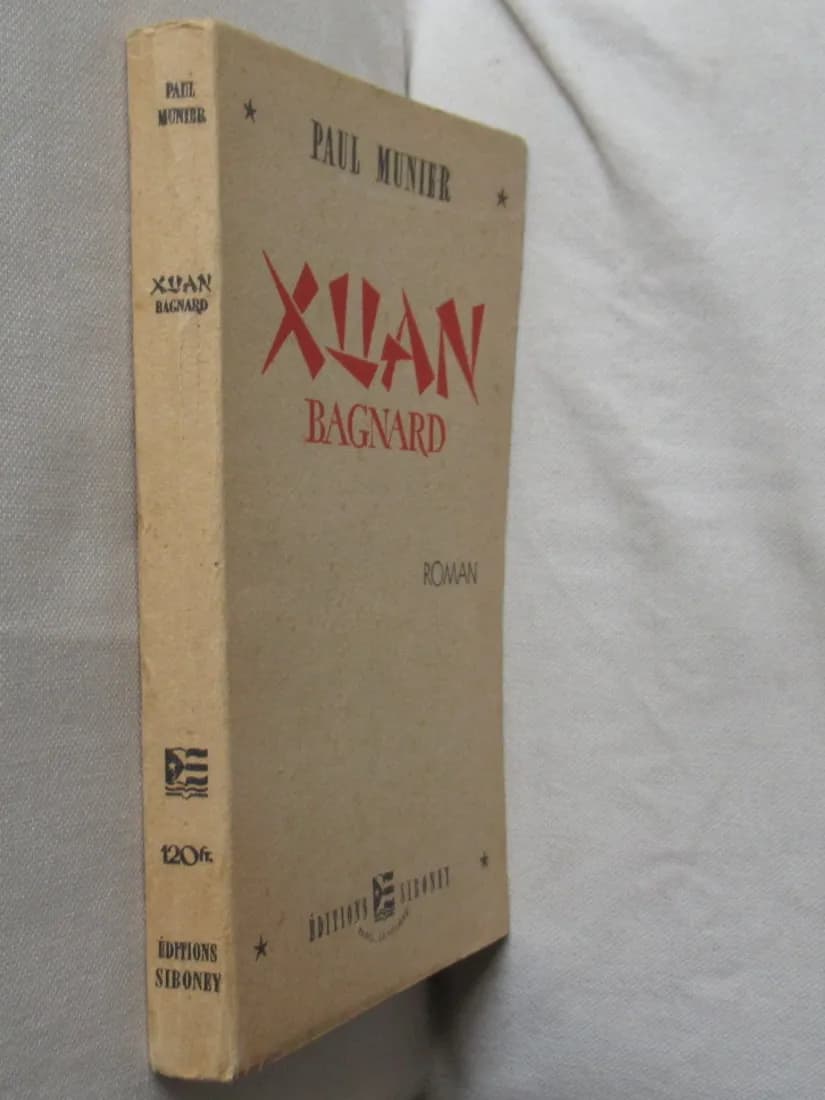 PAUL
MUNIER
XUAN
BAGNARD
120 fr.
ÉDITIONS
SIBONEY
PAUL MUNIER
XUAN
BAGNARD
ROMAN
ÉDITIONS SIBONEY